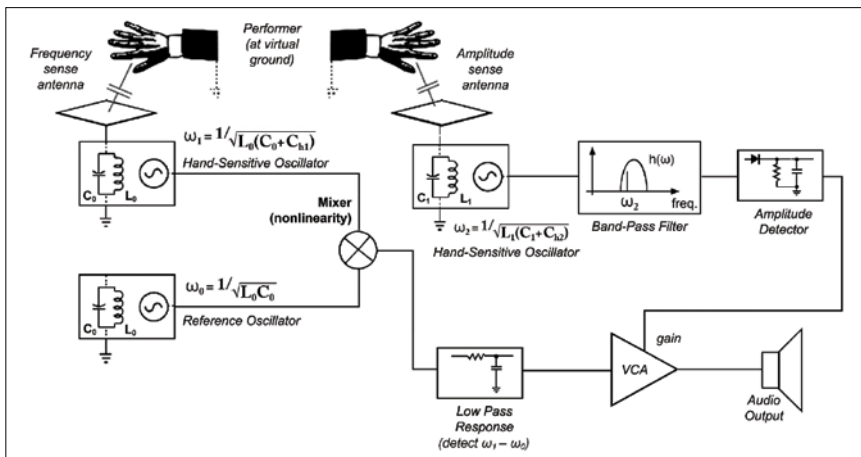 Frequency
sense
antenna
Performer
(at virtual
ground)
Amplitude
sense
antenna
ω₁ = 1/√L₀(C₀+Cₕ₁)
Hand-Sensitive Oscillator
C₀ L₀
Mixer
(nonlinearity)
C₁ L₁
ω₂ = 1/√L₁(C₁+Cₕ₂)
Hand-Sensitive Oscillator
h(ω)
ω₂
freq.
Band-Pass Filter
Amplitude
Detector
ω₀ = 1/√L₀C₀
C₀ L₀
Reference Oscillator
Low Pass
Response
(detect ω₁ – ω₀)
gain
VCA
Audio
Output